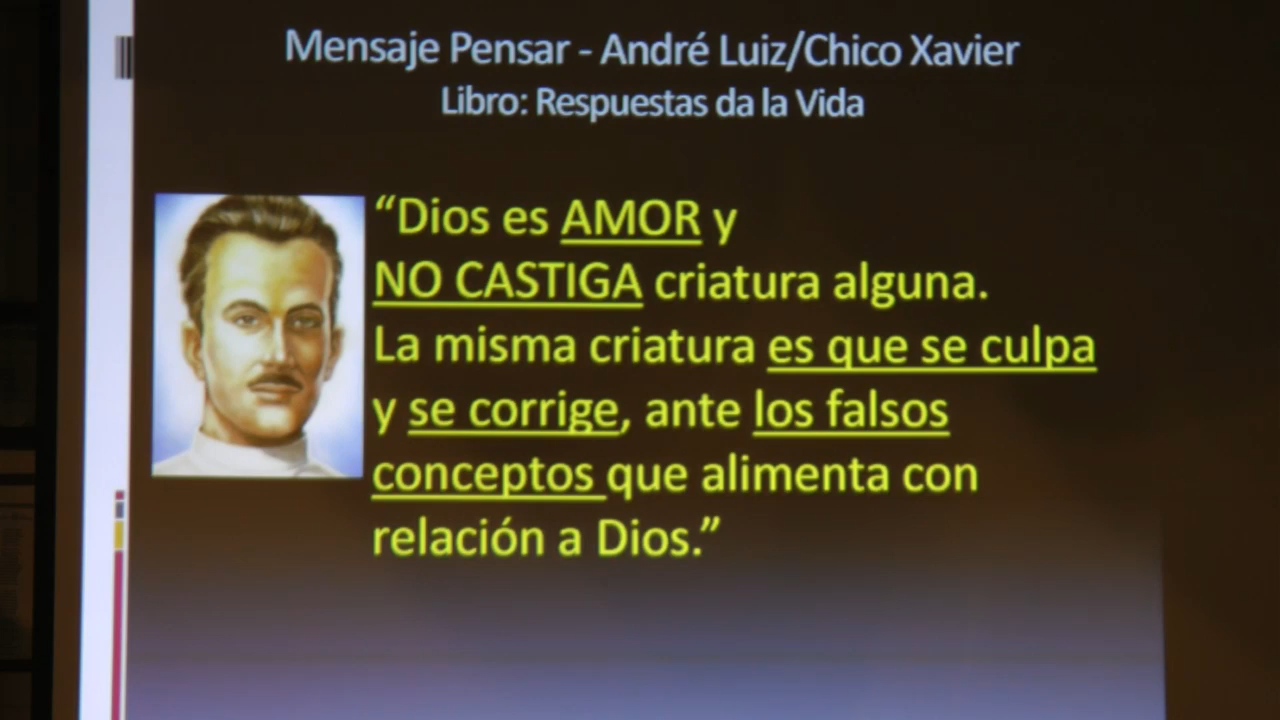 Mensaje Pensar - André Luiz/Chico Xavier
Libro: Respuestas da la Vida
“Dios es AMOR y
NO CASTIGA criatura alguna.
La misma criatura es que se culpa
y se corrige, ante los falsos
conceptos que alimenta con
relación a Dios.”